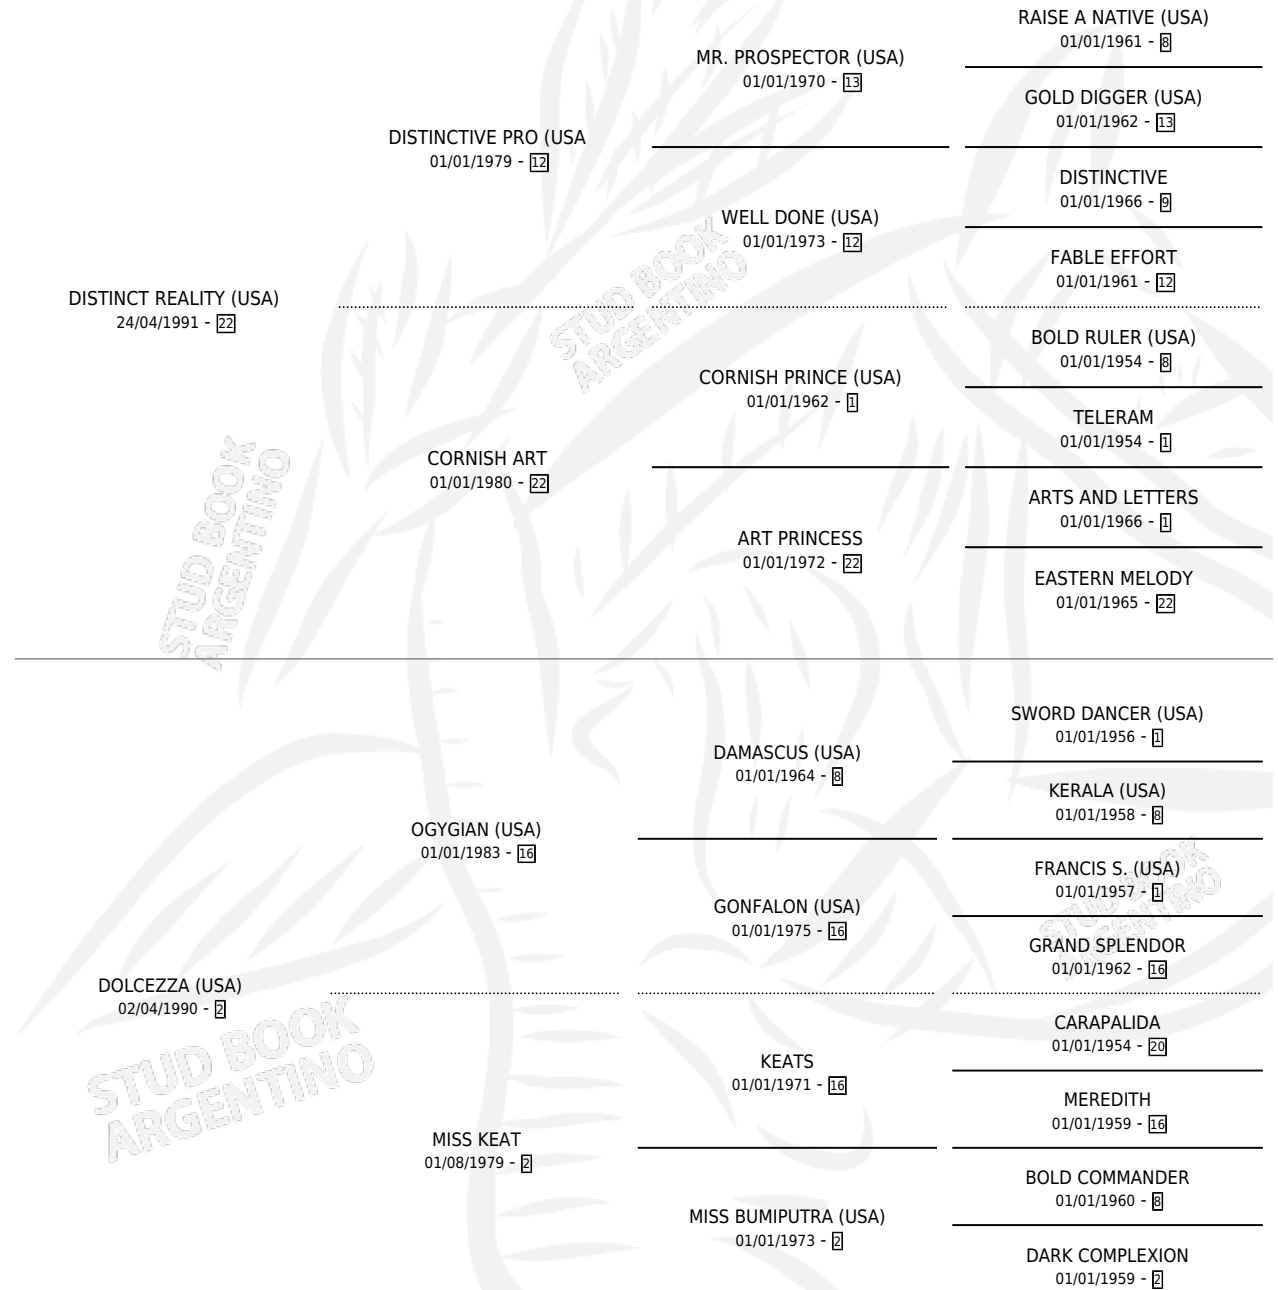 RAISE A NATIVE (USA)
01/01/1961 - 8
MR. PROSPECTOR (USA)
01/01/1970 - 13
GOLD DIGGER (USA)
01/01/1962 - 13
DISTINCTIVE PRO (USA
01/01/1979 - 12
DISTINCTIVE
01/01/1966 - 9
WELL DONE (USA)
01/01/1973 - 12
FABLE EFFORT
01/01/1961 - 12
DISTINCT REALITY (USA)
24/04/1991 - 22
STUD BOOK
ARGENTINO
BOLD RULER (USA)
01/01/1954 - 8
CORNISH PRINCE (USA)
01/01/1962 - 1
TELERAM
01/01/1954 - 1
CORNISH ART
01/01/1980 - 22
ARTS AND LETTERS
01/01/1966 - 1
ART PRINCESS
01/01/1972 - 22
EASTERN MELODY
01/01/1965 - 22
STUD BOOK
ARGENTINO
SWORD DANCER (USA)
01/01/1956 - 1
DAMASCUS (USA)
01/01/1964 - 8
KERALA (USA)
01/01/1958 - 8
OGYGIAN (USA)
01/01/1983 - 16
FRANCIS S. (USA)
01/01/1957 - 1
GONFALON (USA)
01/01/1975 - 16
STUD BOOK
ARGENTINO
GRAND SPLENDOR
01/01/1962 - 16
DOLCEZZA (USA)
02/04/1990 - 2
CARAPALIDA
01/01/1954 - 20
KEATS
01/01/1971 - 16
STUD BOOK
ARGENTINO
MEREDITH
01/01/1959 - 16
MISS KEAT
01/08/1979 - 2
BOLD COMMANDER
01/01/1960 - 8
MISS BUMIPUTRA (USA)
01/01/1973 - 2
DARK COMPLEXION
01/01/1959 - 2